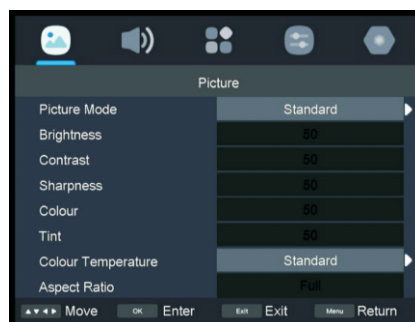 Picture
Picture Mode Standard
Brightness 50
Contrast 50
Sharpness 50
Colour 50
Tint 50
Colour Temperature Standard
Aspect Ratio Full
Move OK Enter Exit Exit Menu Return